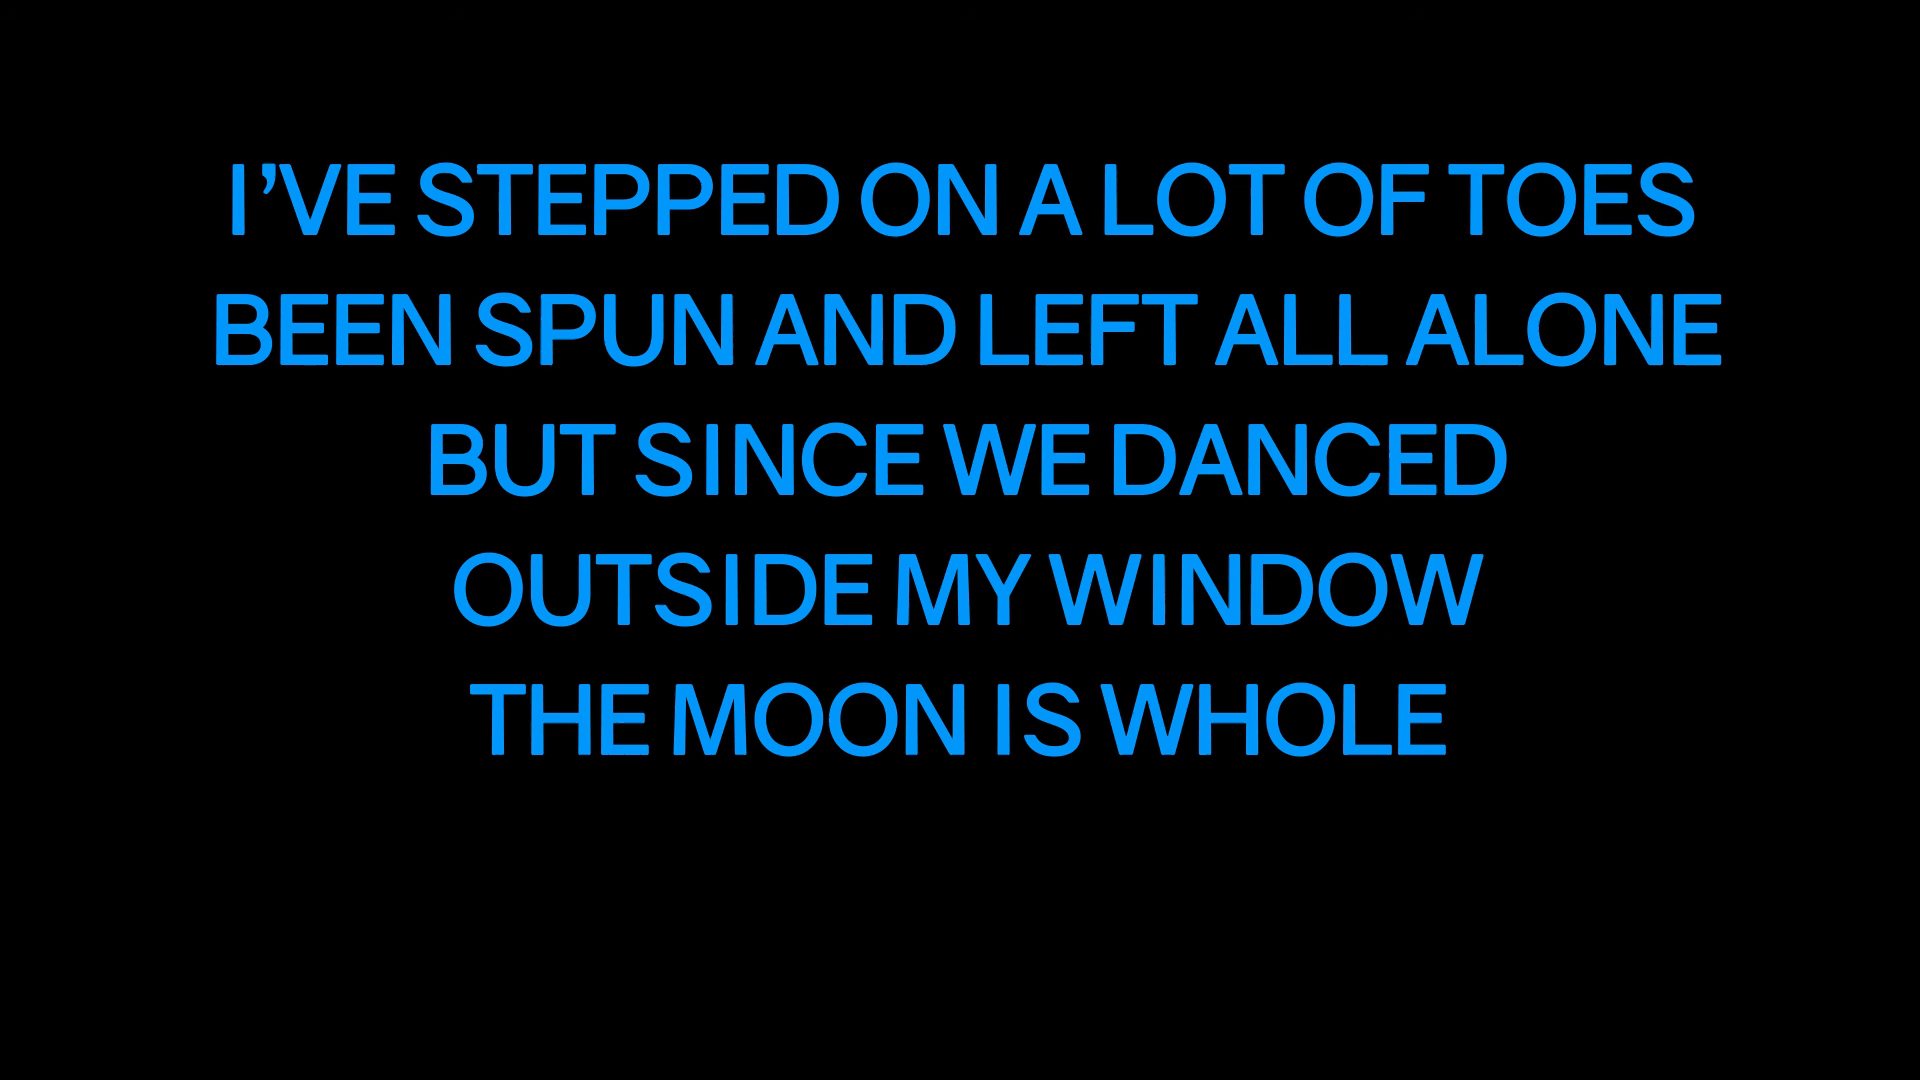 I’VE STEPPED ON A LOT OF TOES
BEEN SPUN AND LEFT ALL ALONE
BUT SINCE WE DANCED
OUTSIDE MY WINDOW
THE MOON IS WHOLE